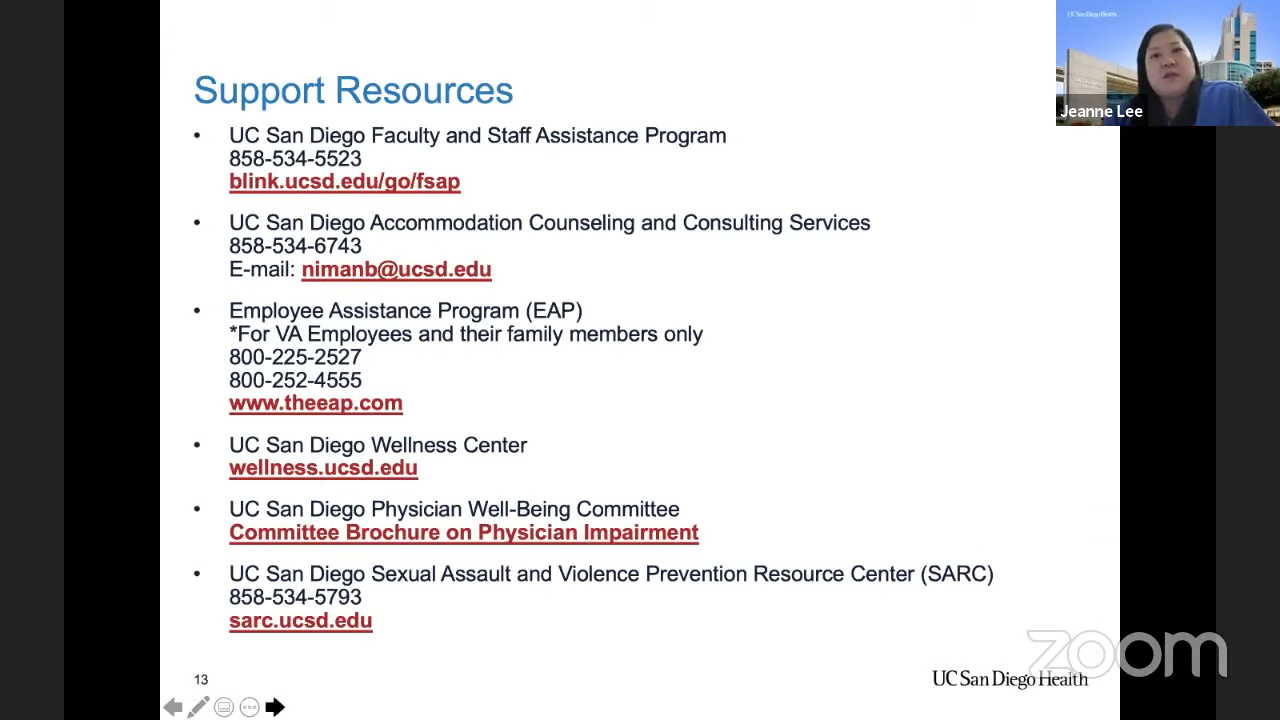 UC San Diego Health
Jeanne Lee
Support Resources
• UC San Diego Faculty and Staff Assistance Program
858-534-5523
blink.ucsd.edu/go/fsap
• UC San Diego Accommodation Counseling and Consulting Services
858-534-6743
E-mail: nimanb@ucsd.edu
• Employee Assistance Program (EAP)
*For VA Employees and their family members only
800-225-2527
800-252-4555
www.theeap.com
• UC San Diego Wellness Center
wellness.ucsd.edu
• UC San Diego Physician Well-Being Committee
Committee Brochure on Physician Impairment
• UC San Diego Sexual Assault and Violence Prevention Resource Center (SARC)
858-534-5793
sarc.ucsd.edu
13
UC San Diego Health
zoom